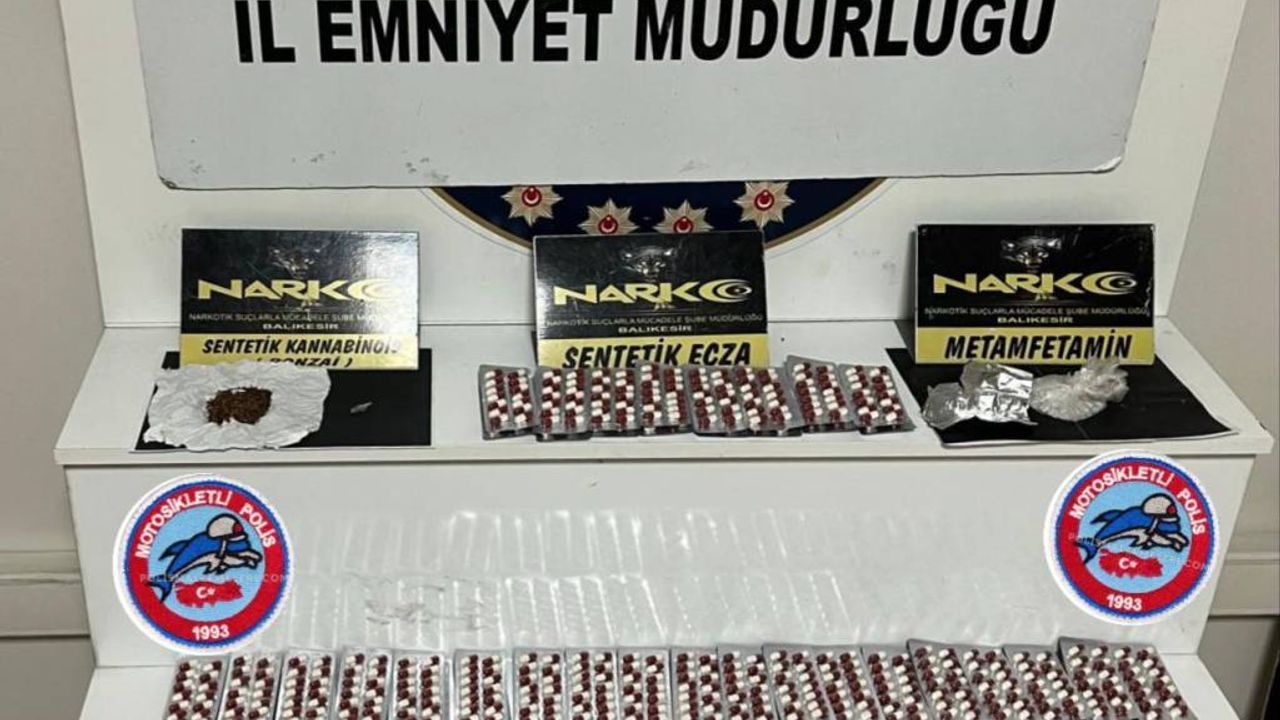 İL EMNİYET MÜDÜRLÜĞÜ
NARKO
NARKOTİK SUÇLARLA MÜCADELE ŞUBE MÜDÜRLÜĞÜ
BALIKESİR
SENTETİK KANNABİNOİD
( BONZAİ )
NARKO
NARKOTİK SUÇLARLA MÜCADELE ŞUBE MÜDÜRLÜĞÜ
BALIKESİR
SENTETİK ECZA
NARKO
NARKOTİK SUÇLARLA MÜCADELE ŞUBE MÜDÜRLÜĞÜ
BALIKESİR
METAMFETAMİN
MOTOSİKLETLİ POLİS
1993
MOTOSİKLETLİ POLİS
1993